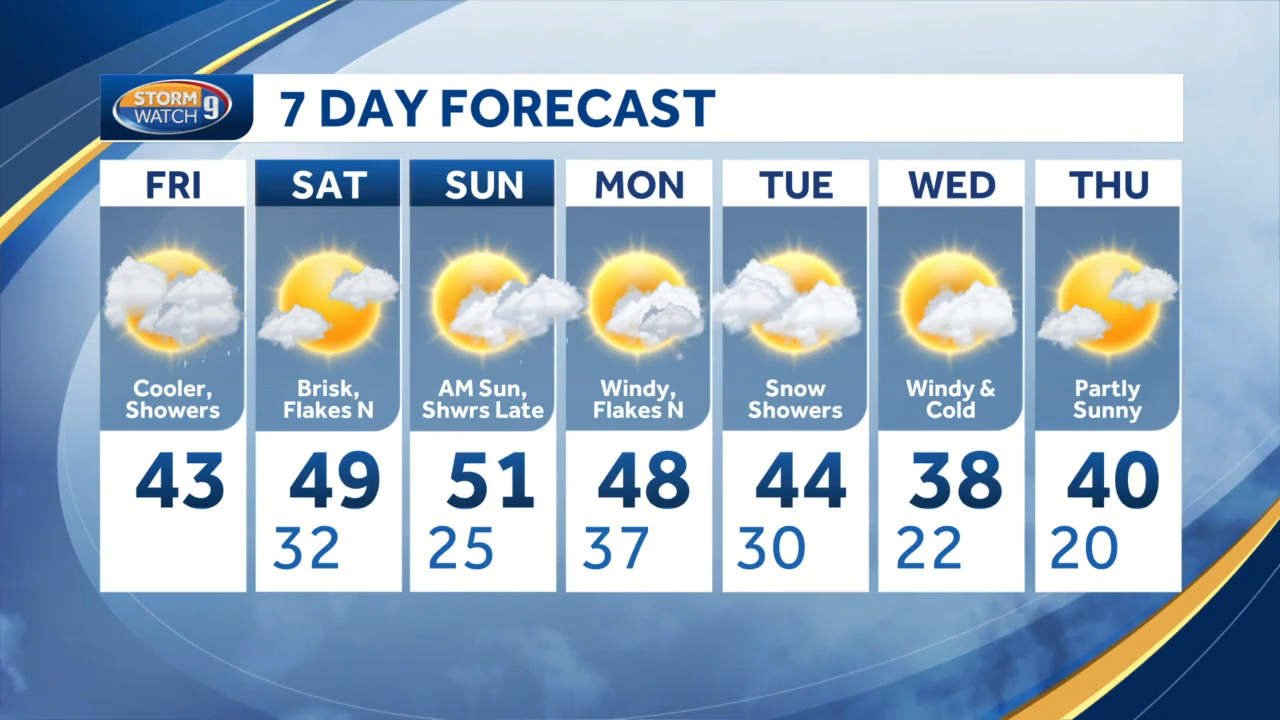 STORM
WATCH 9
7 DAY FORECAST
FRI
SAT
SUN
MON
TUE
WED
THU
Cooler,
Showers
Brisk,
Flakes N
AM Sun,
Shwrs Late
Windy,
Flakes N
Snow
Showers
Windy &
Cold
Partly
Sunny
43
49
51
48
44
38
40
32
25
37
30
22
20